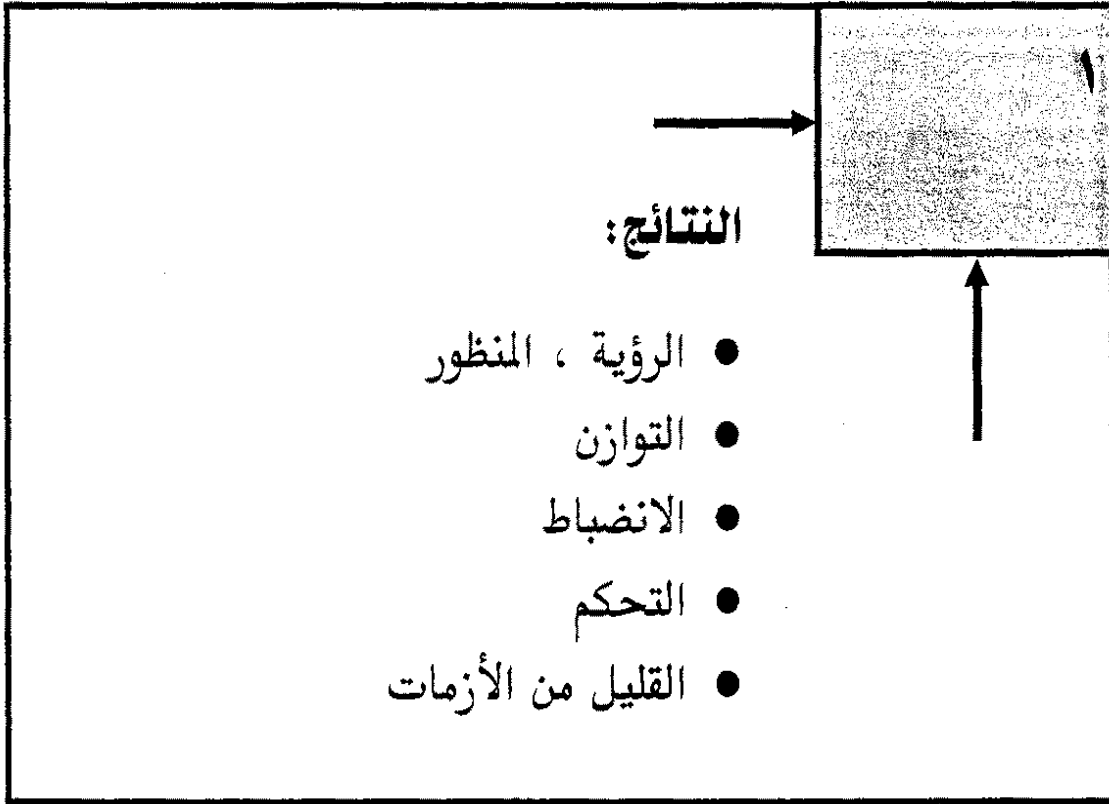 ١
النتائج:
● الرؤية ، المنظور
● التوازن
● الانضباط
● التحكم
● القليل من الأزمات